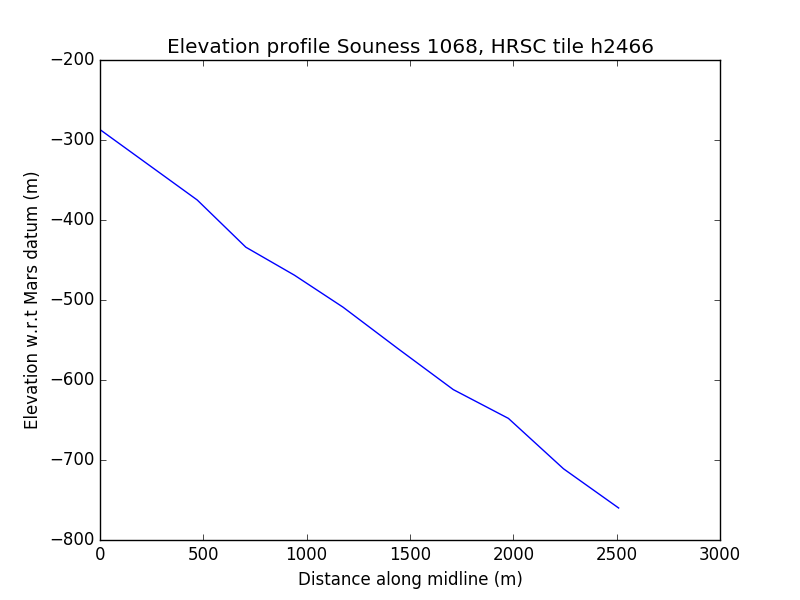 Elevation profile Souness 1068, HRSC tile h2466
−200
−300
−400
−500
−600
−700
−800
Elevation w.r.t Mars datum (m)
0 500 1000 1500 2000 2500 3000
Distance along midline (m)